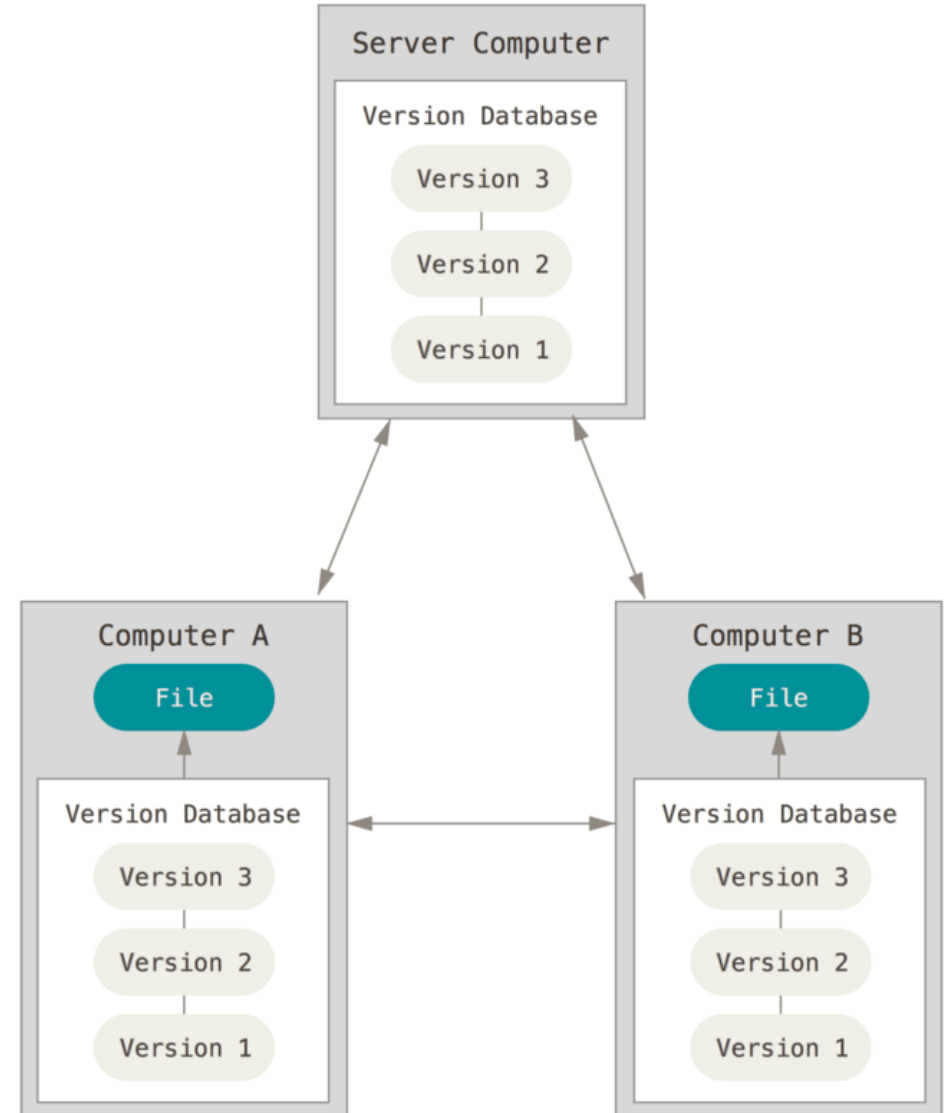 Server Computer
Version Database
Version 3
Version 2
Version 1
Computer A
File
Version Database
Version 3
Version 2
Version 1
Computer B
File
Version Database
Version 3
Version 2
Version 1